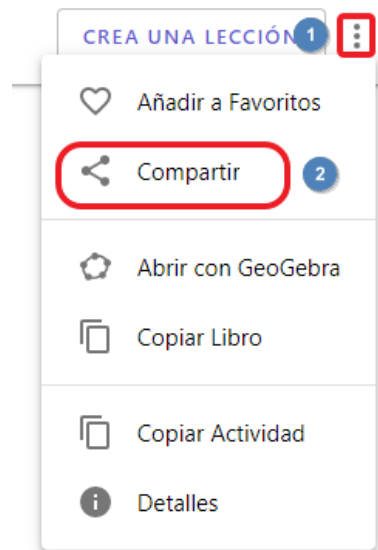 CREA UNA LECCIÓN 1
Añadir a Favoritos
Compartir 2
Abrir con GeoGebra
Copiar Libro
Copiar Actividad
Detalles